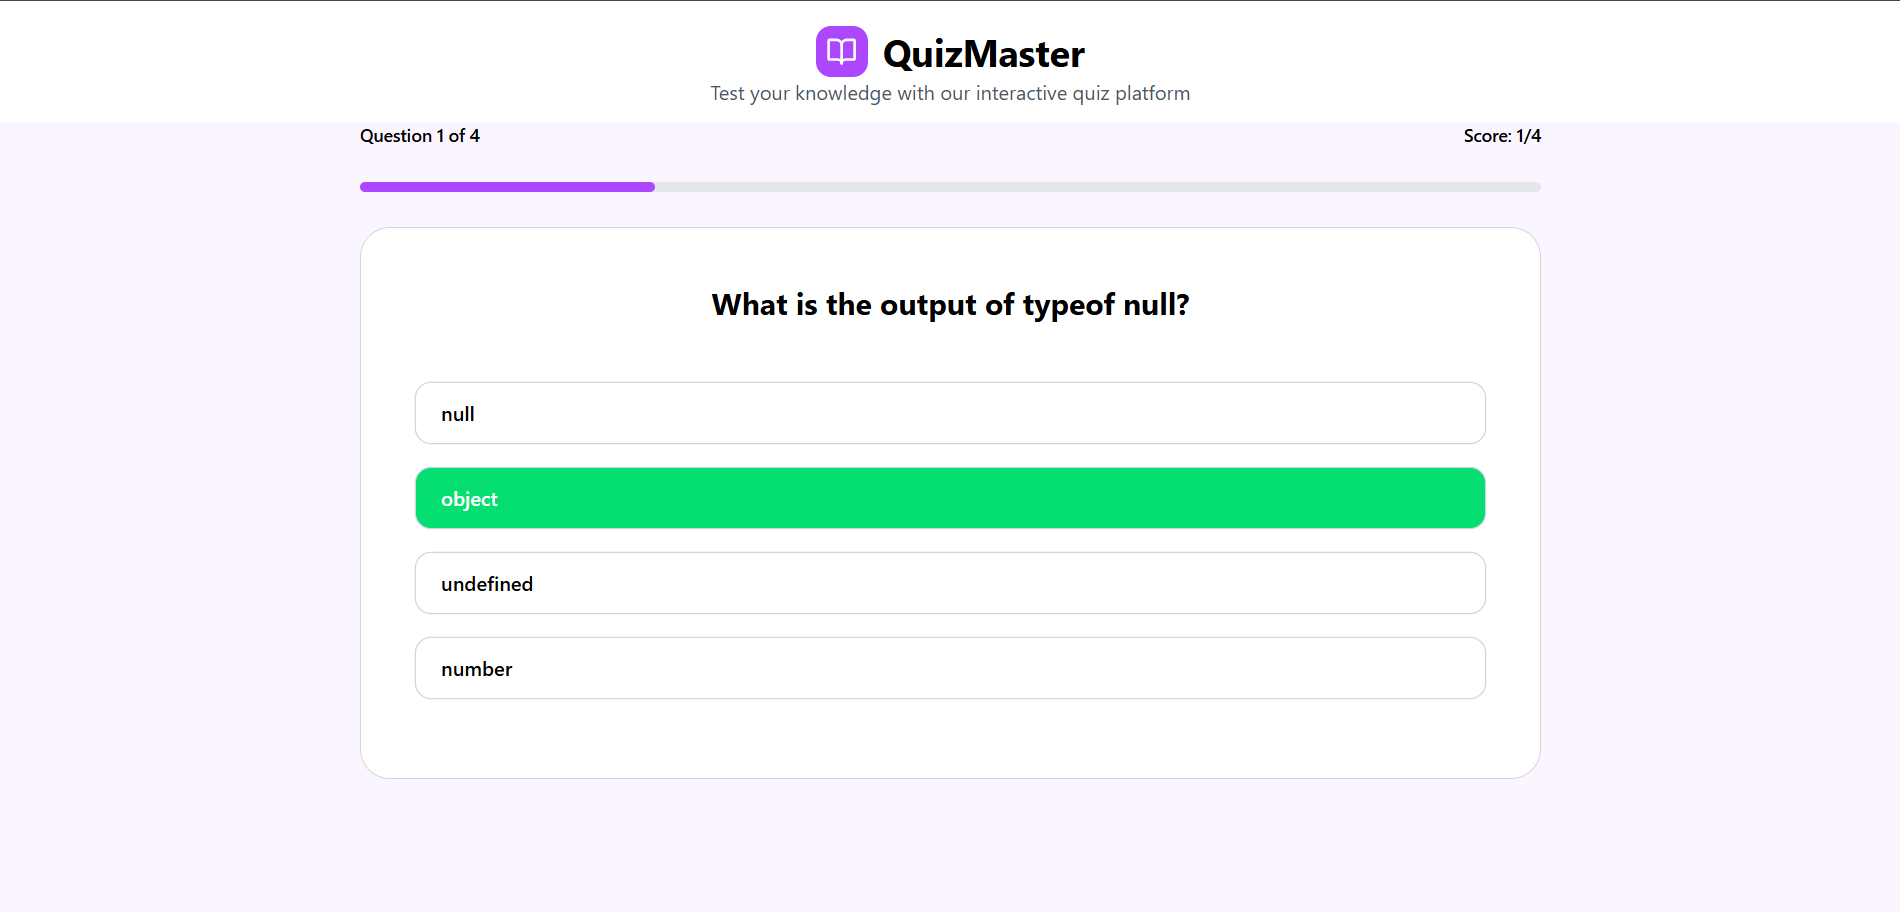 QuizMaster
Test your knowledge with our interactive quiz platform
Question 1 of 4
Score: 1/4
What is the output of typeof null?
null
object
undefined
number